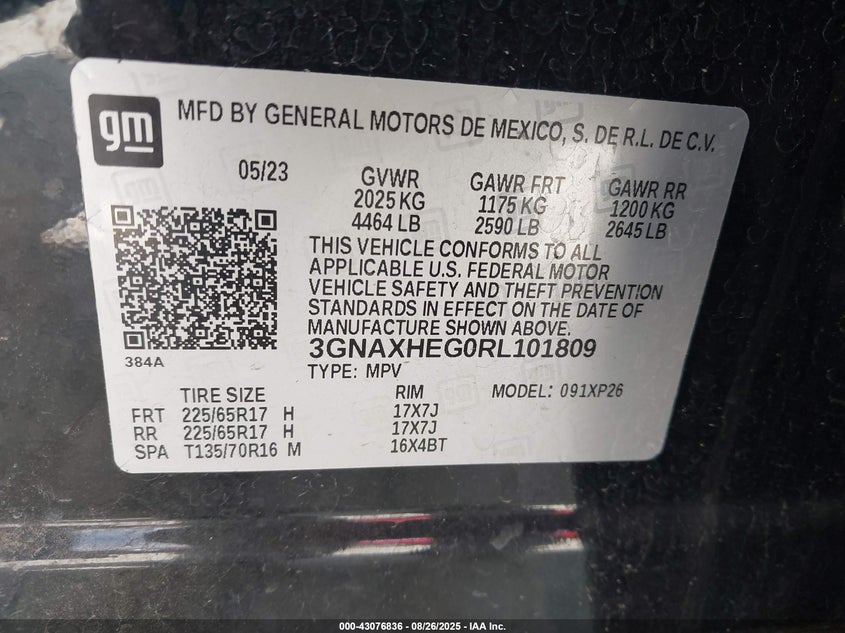 gm
MFD BY GENERAL MOTORS DE MEXICO, S. DE R.L. DE C.V.
05/23
GVWR GAWR FRT GAWR RR
2025 KG 1175 KG 1200 KG
4464 LB 2590 LB 2645 LB
THIS VEHICLE CONFORMS TO ALL
APPLICABLE U.S. FEDERAL MOTOR
VEHICLE SAFETY AND THEFT PREVENTION
STANDARDS IN EFFECT ON THE DATE OF
MANUFACTURE SHOWN ABOVE.
384A
3GNAXHEG0RL101809
TYPE: MPV
TIRE SIZE RIM MODEL: 091XP26
FRT 225/65R17 H 17X7J
RR 225/65R17 H 17X7J
SPA T135/70R16 M 16X4BT
000-43076836 - 08/26/2025 - IAA Inc.